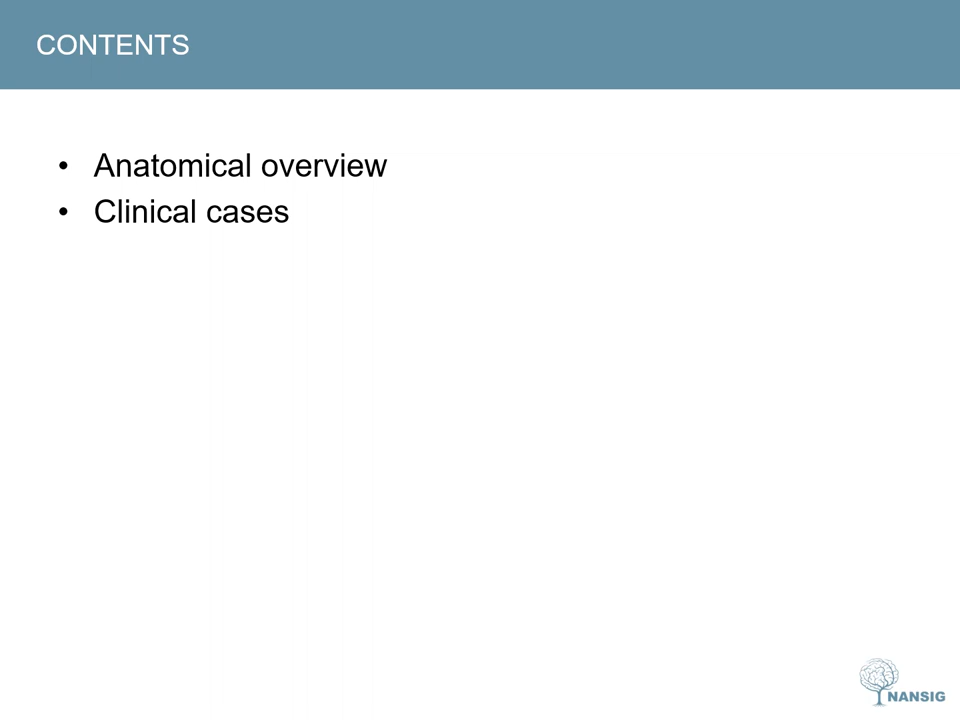 CONTENTS
• Anatomical overview
• Clinical cases
NANSIG